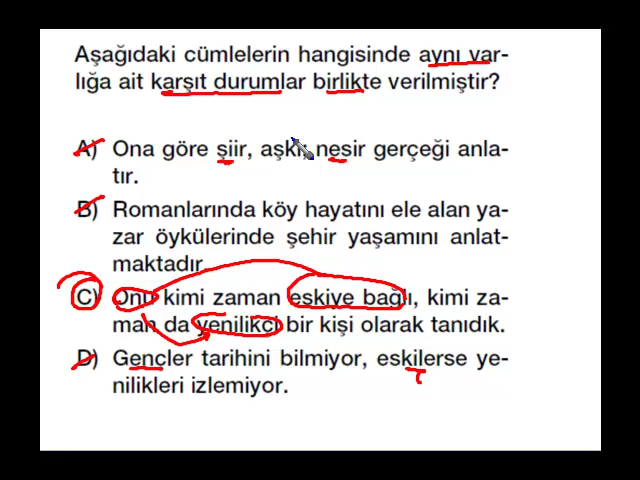 Aşağıdaki cümlelerin hangisinde aynı var-
lığa ait karşıt durumlar birlikte verilmiştir?
A) Ona göre şiir, aşkı, nesir gerçeği anla-
tır.
B) Romanlarında köy hayatını ele alan ya-
zar öykülerinde şehir yaşamını anlat-
maktadır.
C) Onu kimi zaman eskiye bağlı, kimi za-
man da yenilikçi bir kişi olarak tanıdık.
D) Gençler tarihini bilmiyor, eskilerse ye-
nilikleri izlemiyor.